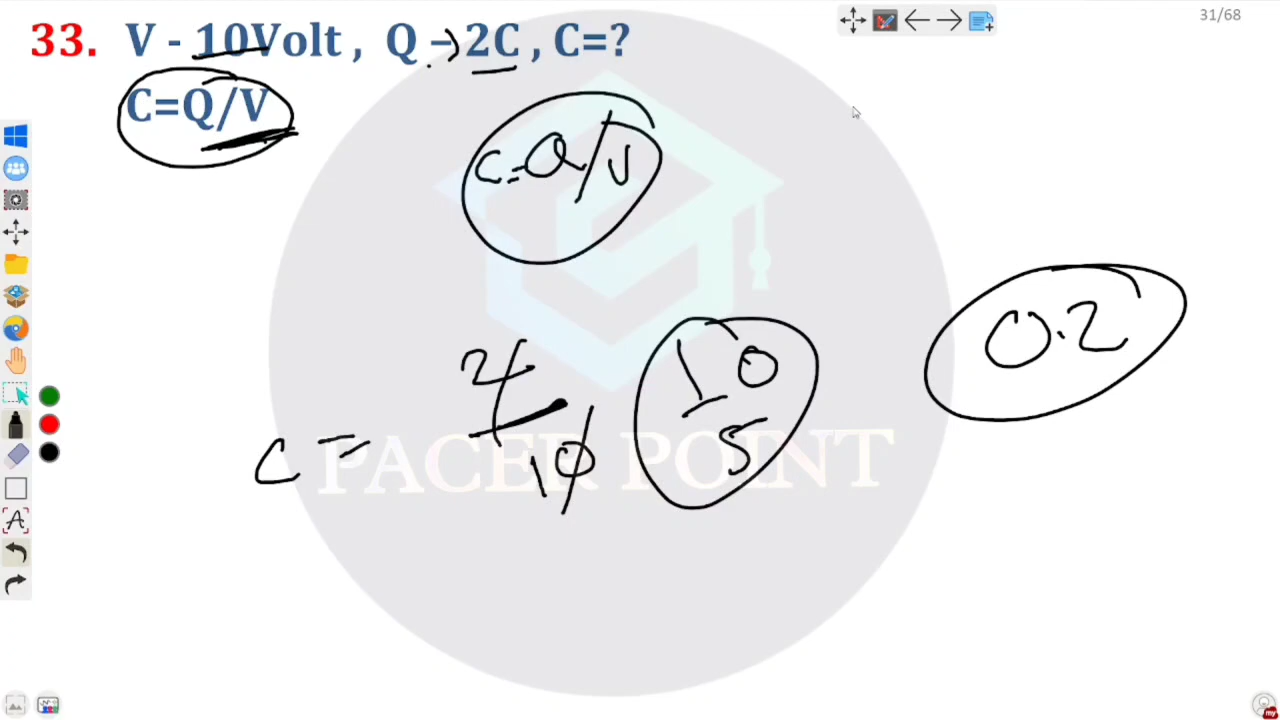 31/68
33. V - 10Volt , Q - 2C , C=?
C=Q/V
C=Q/V
C = 2/10
10/5
0.2
PACER POINT